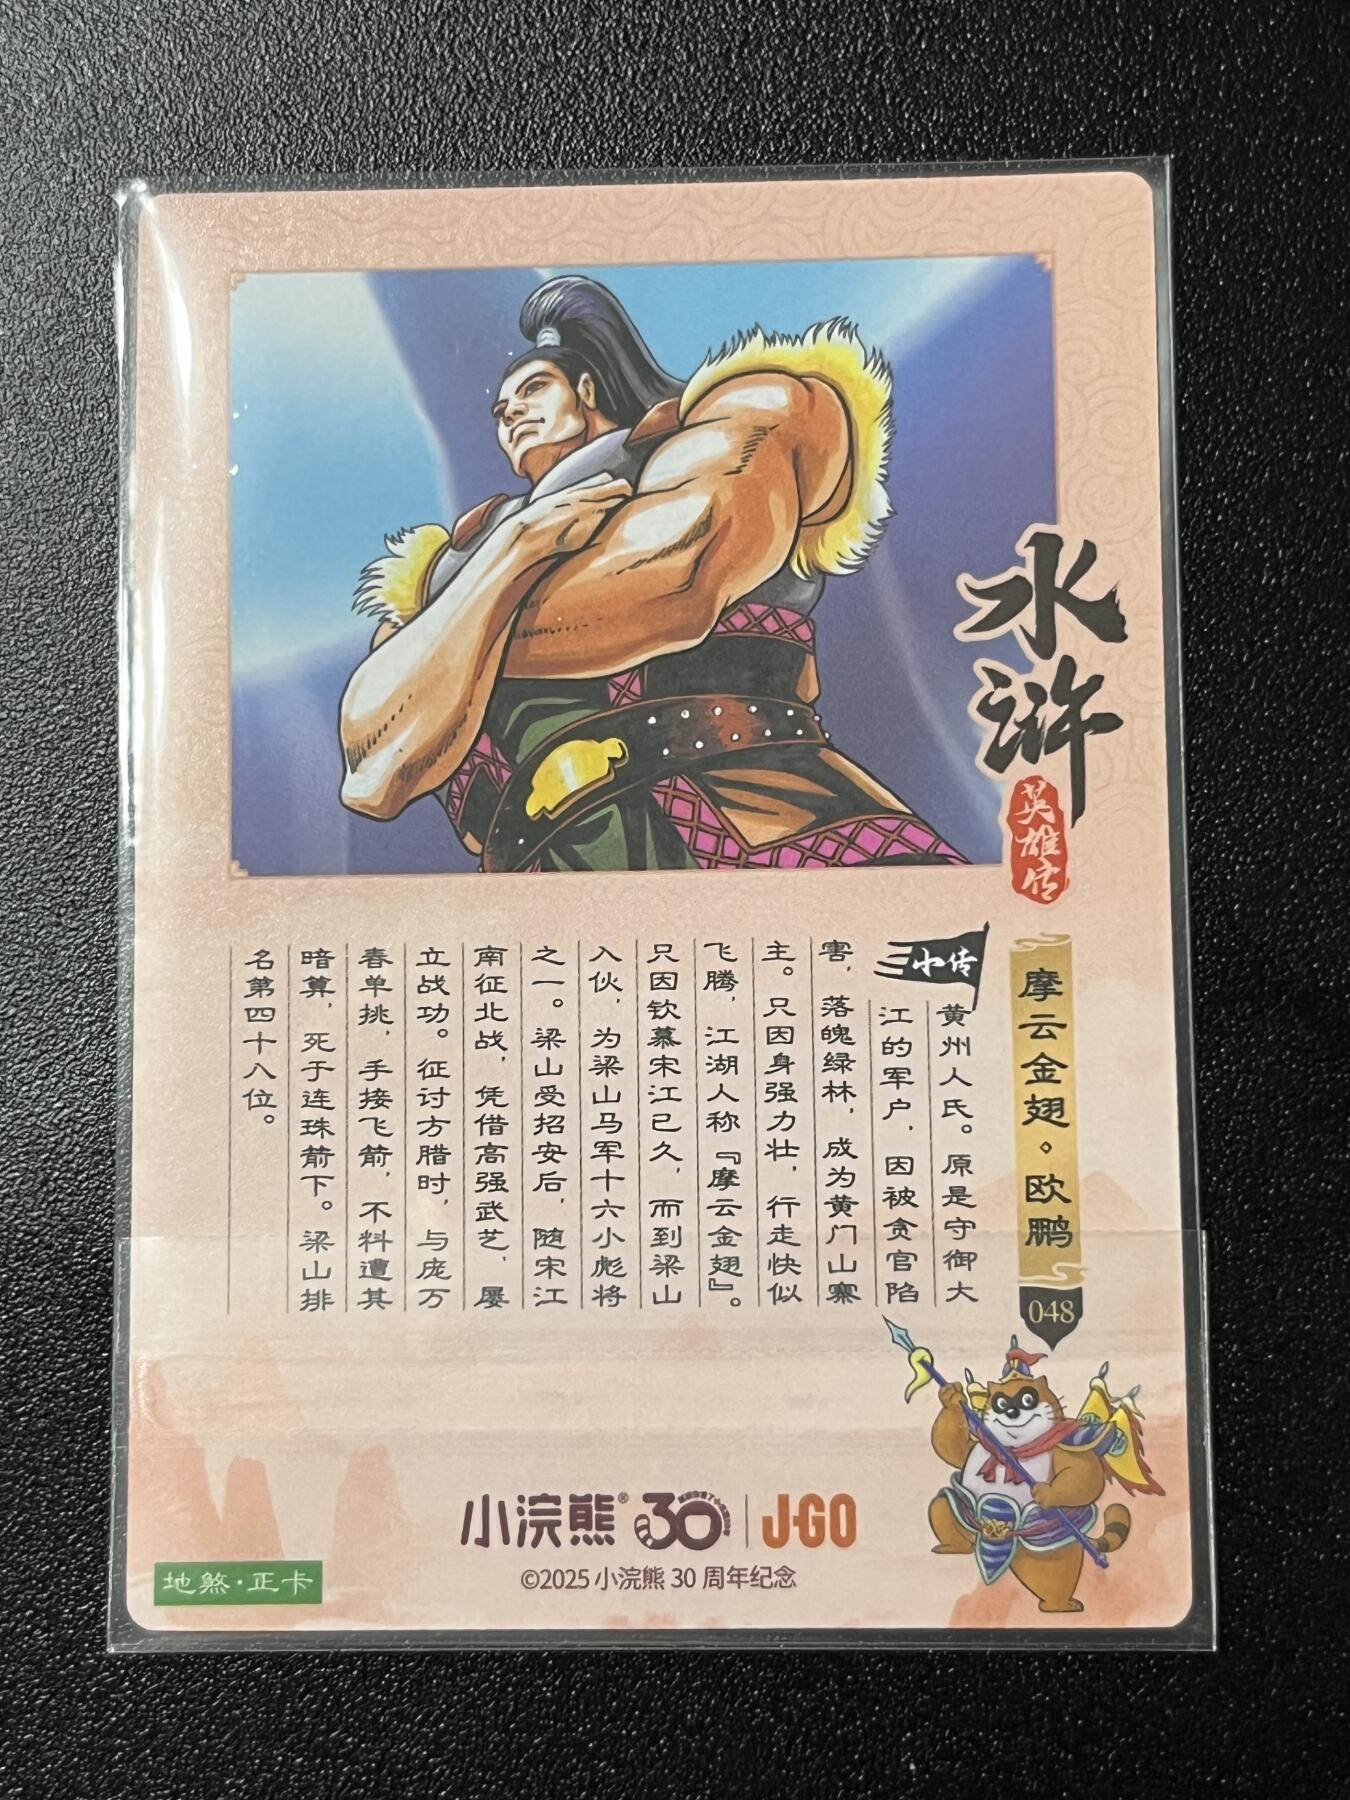 水浒
英雄传
摩云金翅·欧鹏
048
小传
黄州人氏。原是守御大
江的军户，因被贪官陷
害，落魄绿林，成为黄门山寨
主。只因身强力壮，行走快似
飞腾，江湖人称『摩云金翅』。
只因钦慕宋江已久，而到梁山
入伙，为梁山马军十六小彪将
之一。梁山受招安后，随宋江
南征北战，凭借高强武艺，屡
立战功。征讨方腊时，与庞万
春单挑，手接飞箭，不料遭其
暗算，死于连珠箭下。梁山排
名第四十八位。
小浣熊® 30 | J-GO
©2025 小浣熊 30 周年纪念
地煞·正卡